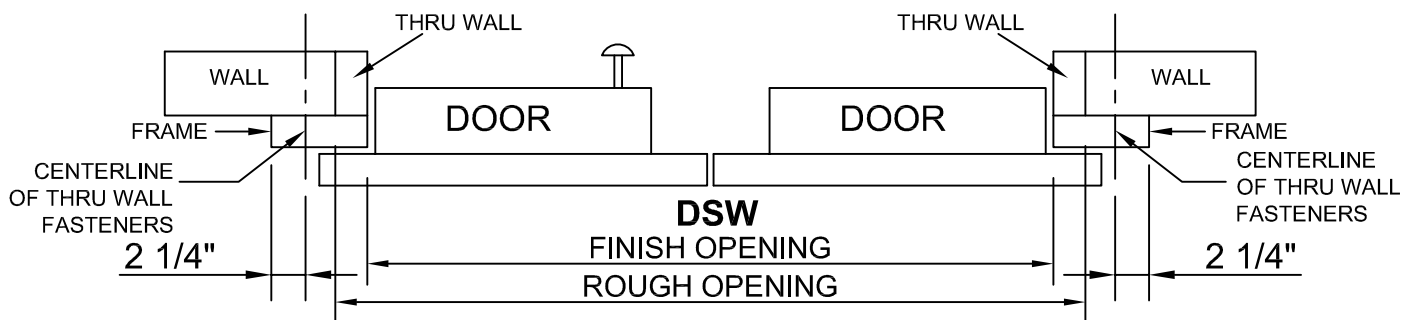 THRU WALL
THRU WALL
WALL
WALL
DOOR
DOOR
FRAME
FRAME
CENTERLINE
OF THRU WALL
FASTENERS
CENTERLINE
OF THRU WALL
FASTENERS
DSW
FINISH OPENING
2 1/4"
2 1/4"
ROUGH OPENING